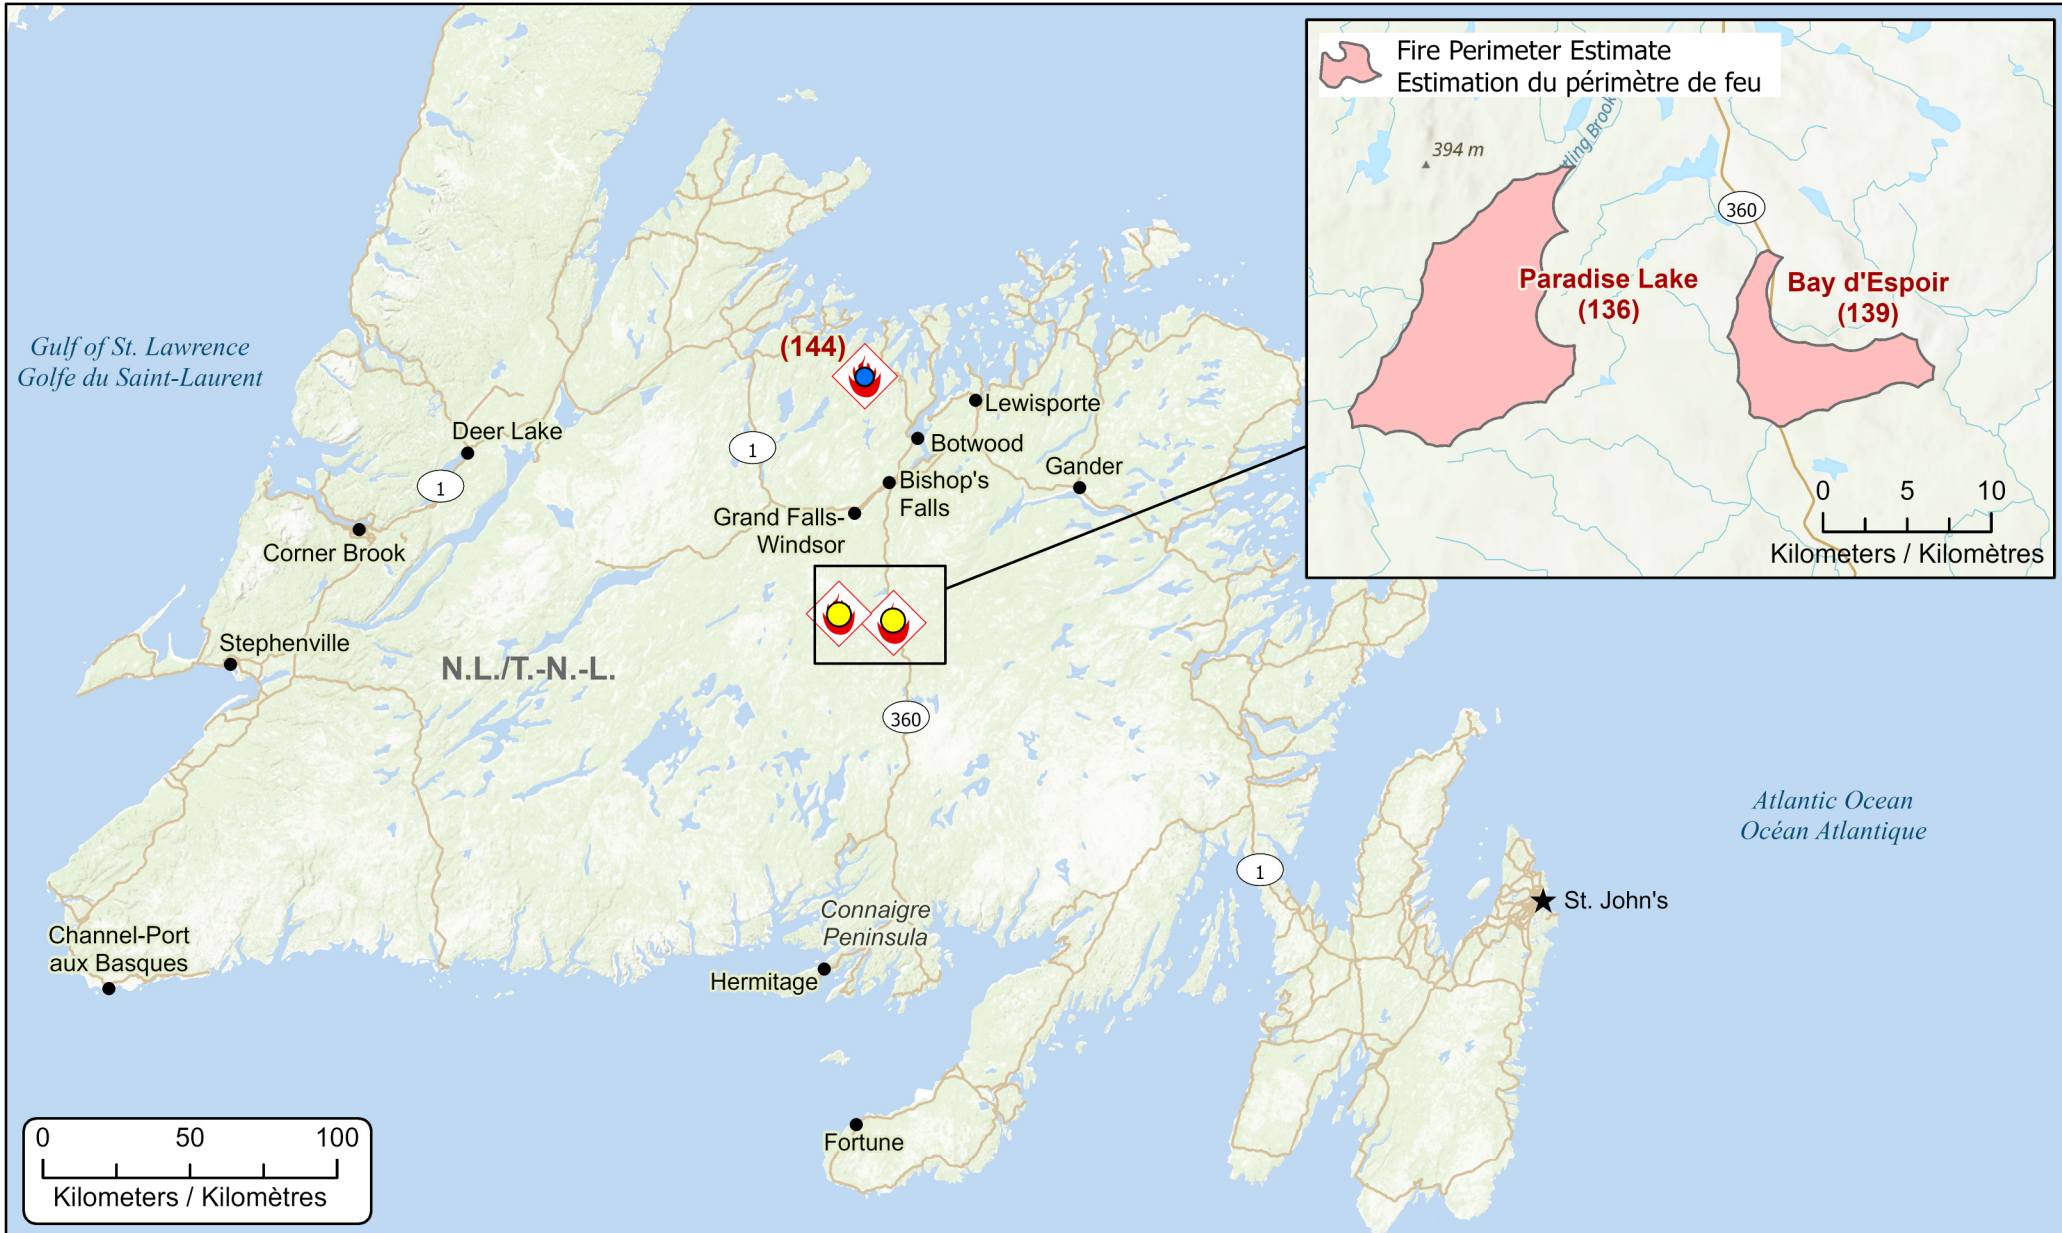 Fire Perimeter Estimate
Estimation du périmètre de feu
394 m
tling Brook
360
Paradise Lake
(136)
Bay d'Espoir
(139)
0 5 10
Kilometers / Kilomètres
Gulf of St. Lawrence
Golfe du Saint-Laurent
(144)
Lewisporte
Deer Lake
Botwood
1
Gander
1
Bishop's
Falls
Grand Falls-
Windsor
Corner Brook
Stephenville
N.L./T.-N.-L.
360
Atlantic Ocean
Océan Atlantique
1
St. John's
Connaigre
Peninsula
Channel-Port
aux Basques
Hermitage
Fortune
0 50 100
Kilometers / Kilomètres